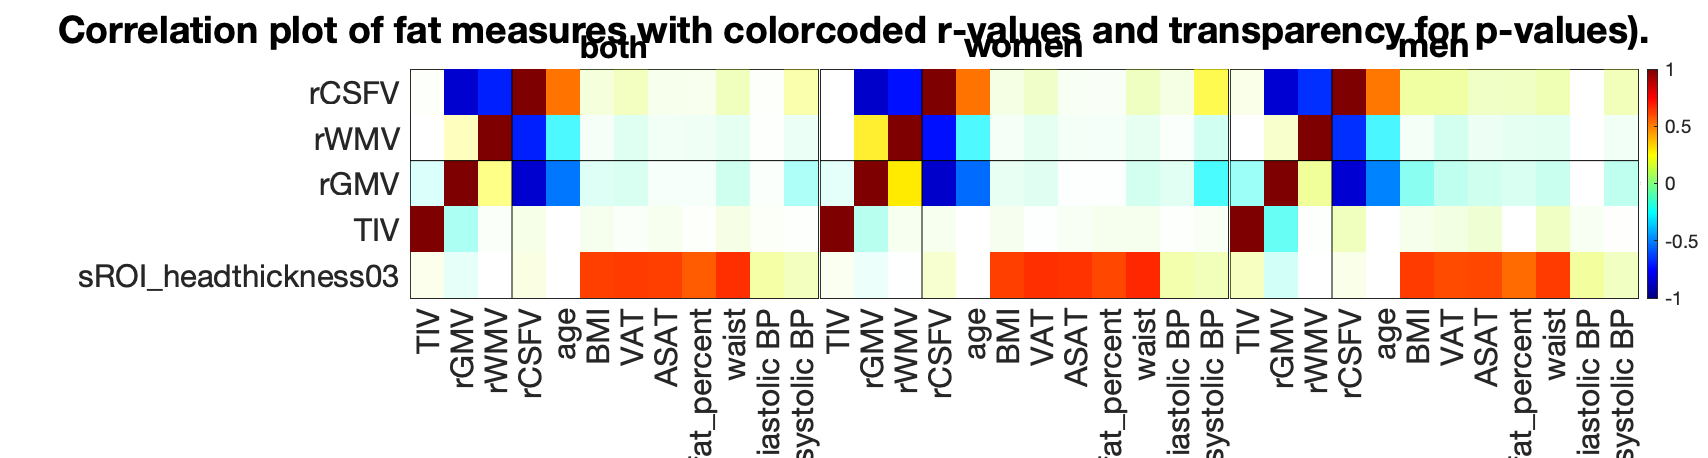 Correlation plot of fat measures with colorcoded r-values and transparency for p-values).
both women men
rCSFV
rWMV
rGMV
TIV
sROI_headthickness03
TIV rGMV rWMV rCSFV age BMI VAT ASAT at_percent waist iastolic BP systolic BP
TIV rGMV rWMV rCSFV age BMI VAT ASAT at_percent waist iastolic BP systolic BP
TIV rGMV rWMV rCSFV age BMI VAT ASAT at_percent waist iastolic BP systolic BP
1
0.5
0
-0.5
-1